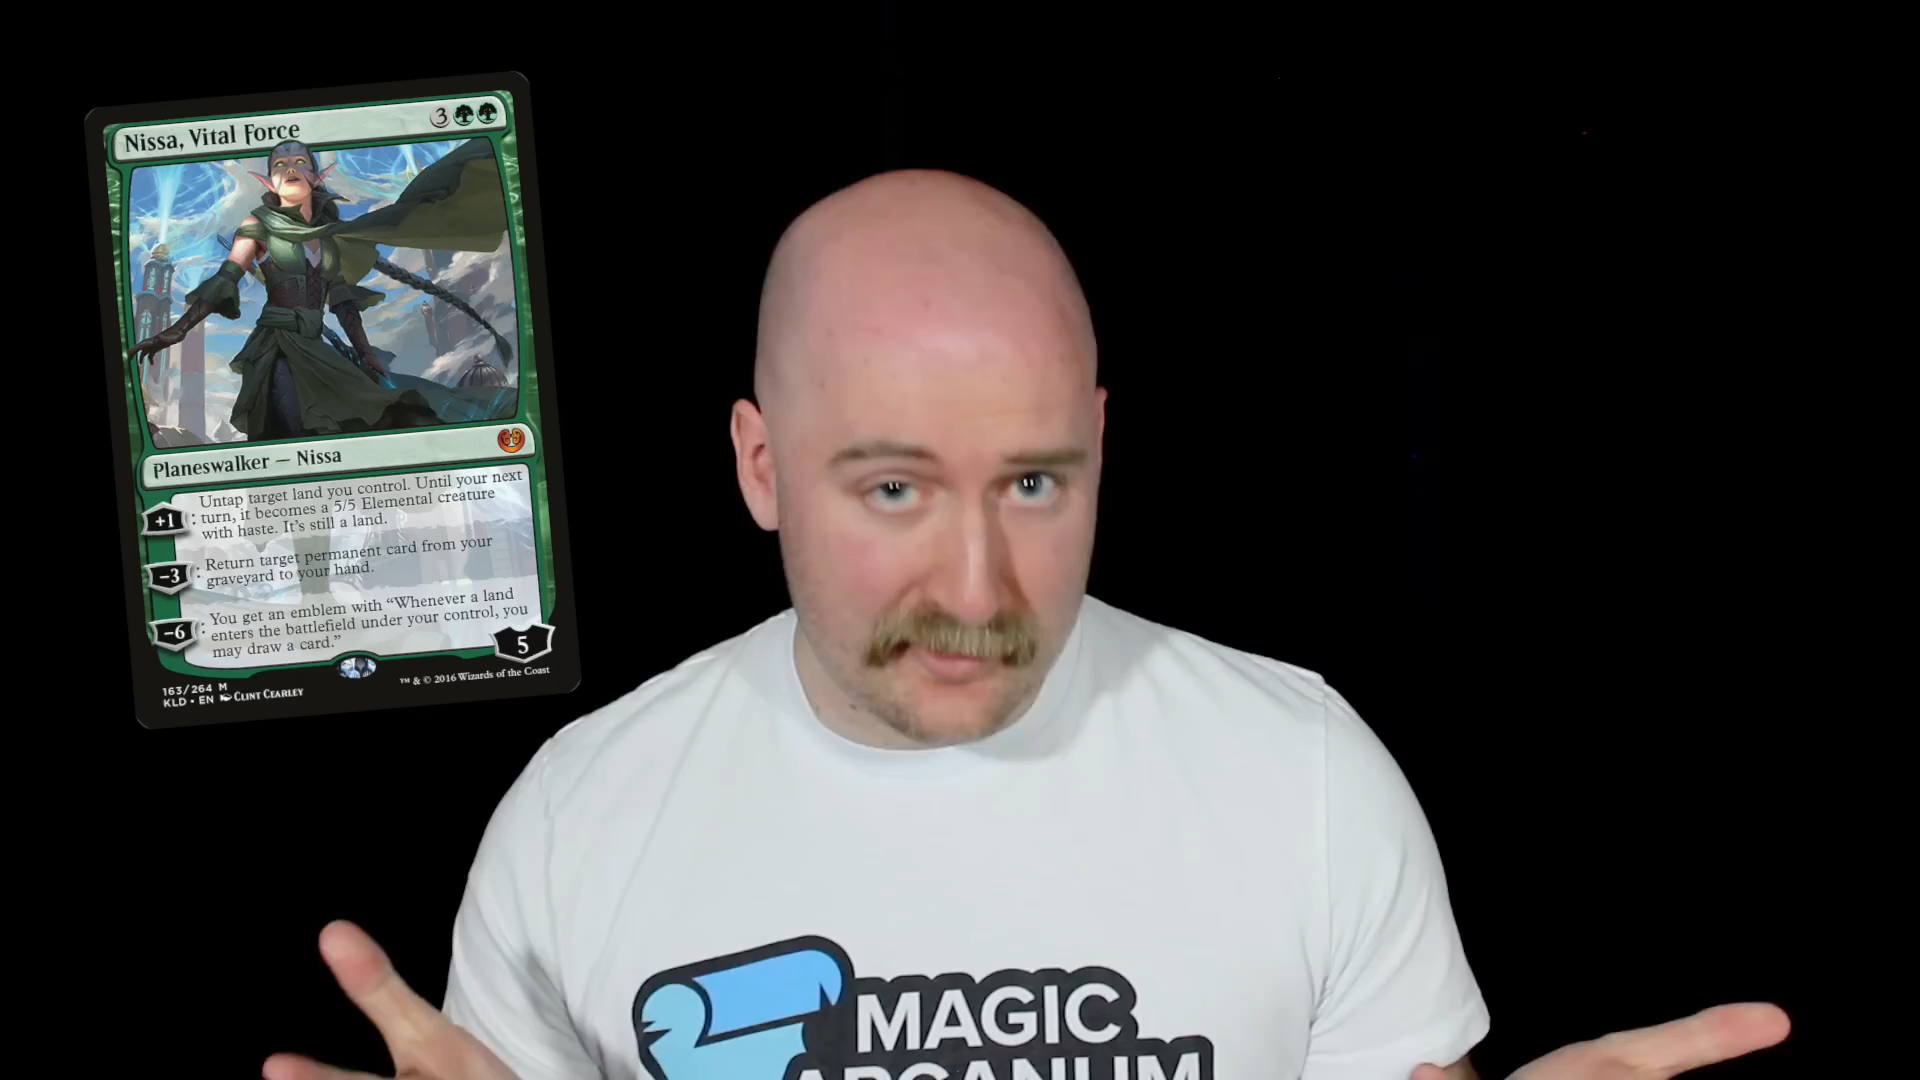 Nissa, Vital Force
3
Planeswalker — Nissa
+1 : Untap target land you control. Until your next
turn, it becomes a 5/5 Elemental creature
with haste. It's still a land.
-3 : Return target permanent card from your
graveyard to your hand.
-6 : You get an emblem with “Whenever a land
enters the battlefield under your control, you
may draw a card.”
5
163/264 M
KLD • EN CLINT CEARLEY
™ & © 2016 Wizards of the Coast
MAGIC
ARCANUM